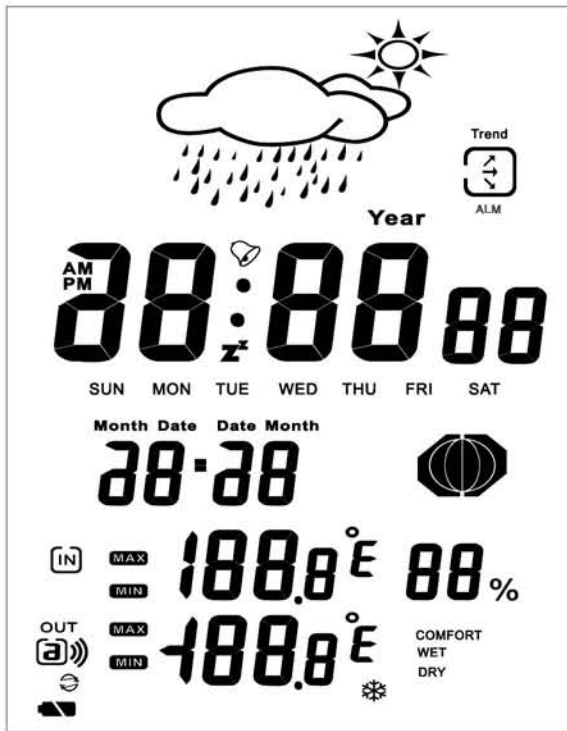 Trend
ALM
Year
AM
PM
88:88 88
Zz
SUN MON TUE WED THU FRI SAT
Month Date Date Month
88-88
IN MAX 188.8°E 88%
MIN
OUT MAX -188.8°E COMFORT
a MIN WET
DRY